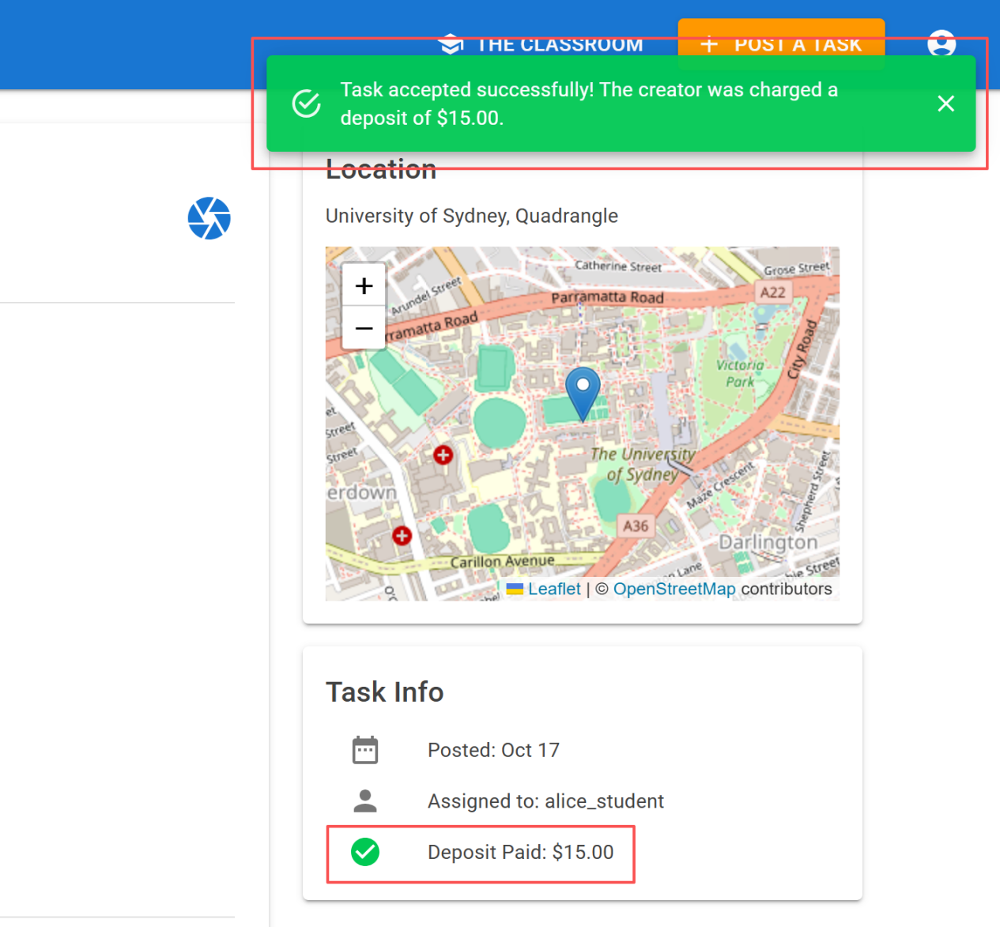 THE CLASSROOM
+ POST A TASK
Task accepted successfully! The creator was charged a
deposit of $15.00.
Location
University of Sydney, Quadrangle
+
−
Catherine Street
Grose Street
Arundel Street
Parramatta Road
A22
rramatta Road
City Road
Victoria
Park
et
Street
Street
The University
of Sydney
erdown
Maze Crescent
Shepherd Street
A36
Darlington
Carillon Avenue
Lane
Street
Leaflet | © OpenStreetMap contributors
Task Info
Posted: Oct 17
Assigned to: alice_student
Deposit Paid: $15.00